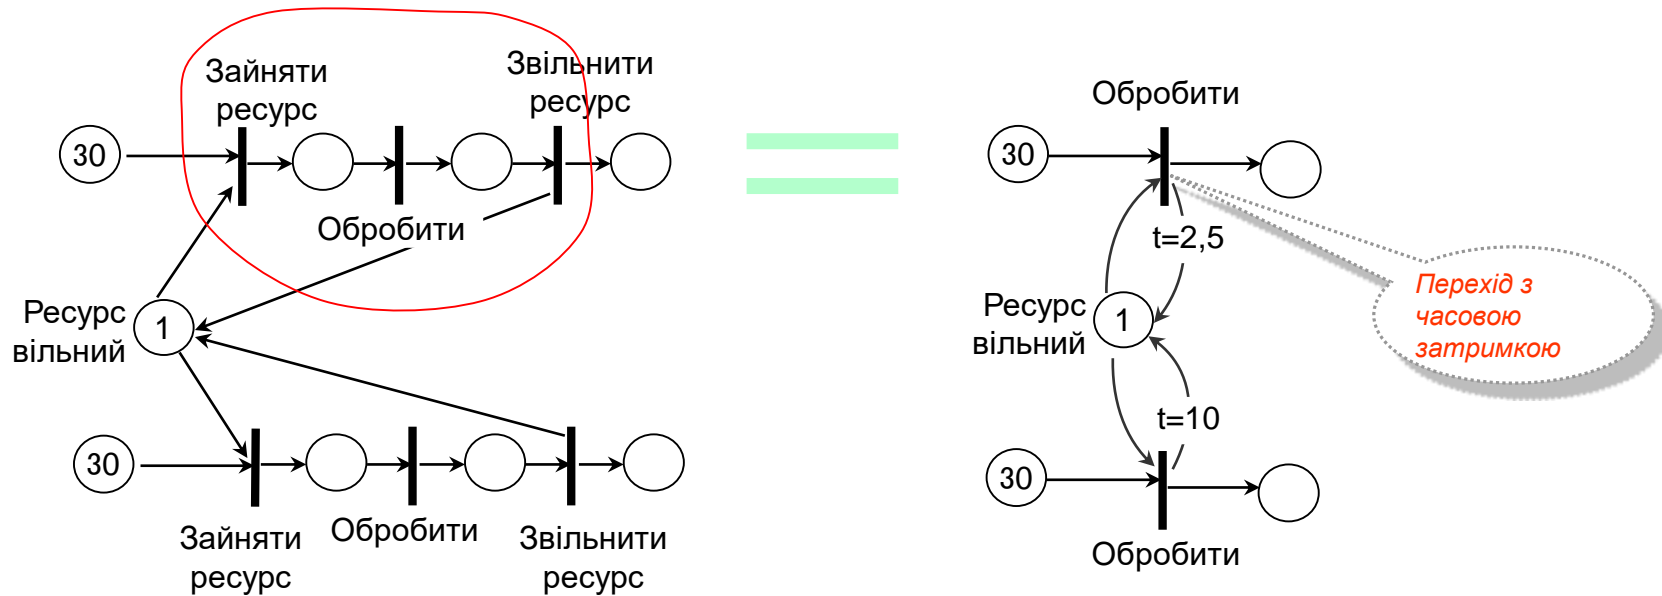 Зайняти
ресурс
Звільнити
ресурс
30
Обробити
Ресурс
вільний
1
30
Зайняти
ресурс
Обробити
Звільнити
ресурс
Обробити
30
t=2,5
Ресурс
вільний
1
t=10
30
Обробити
Перехід з
часовою
затримкою